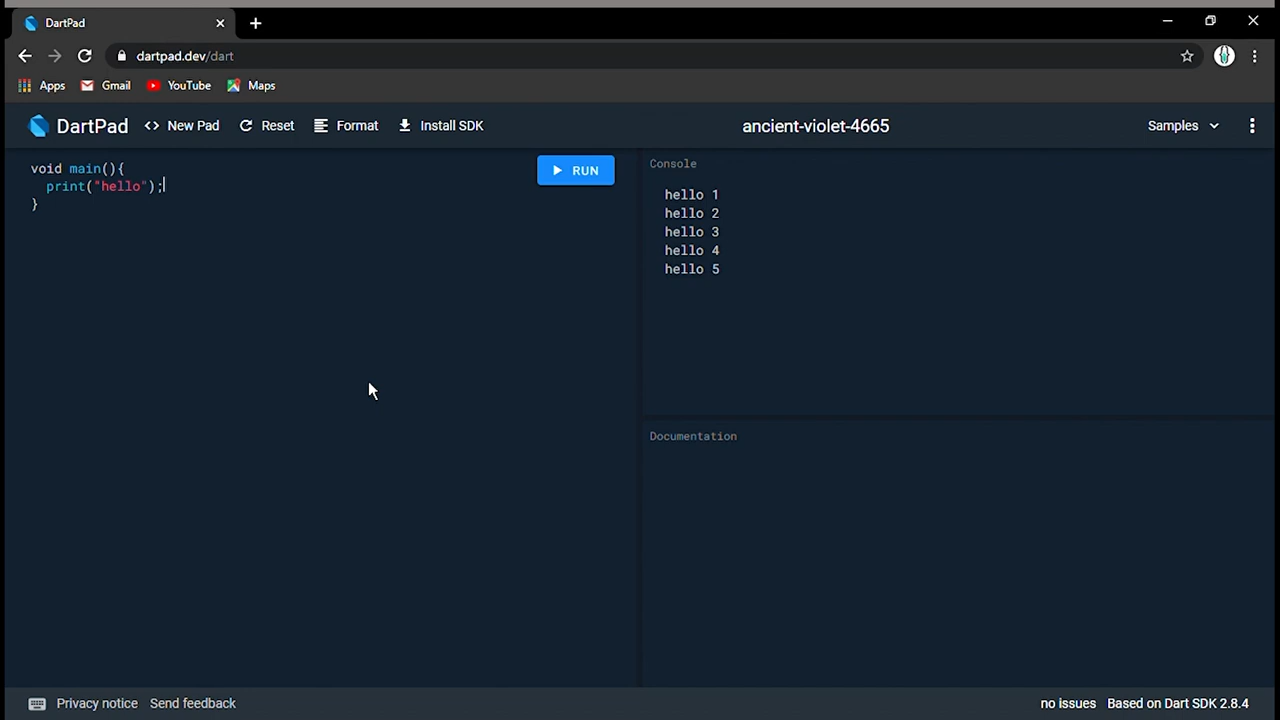 DartPad
dartpad.dev/dart
Apps Gmail YouTube Maps
DartPad <> New Pad Reset Format Install SDK ancient-violet-4665 Samples
void main(){
  print("hello");
}
RUN
Console
hello 1
hello 2
hello 3
hello 4
hello 5
Documentation
Privacy notice Send feedback no issues Based on Dart SDK 2.8.4